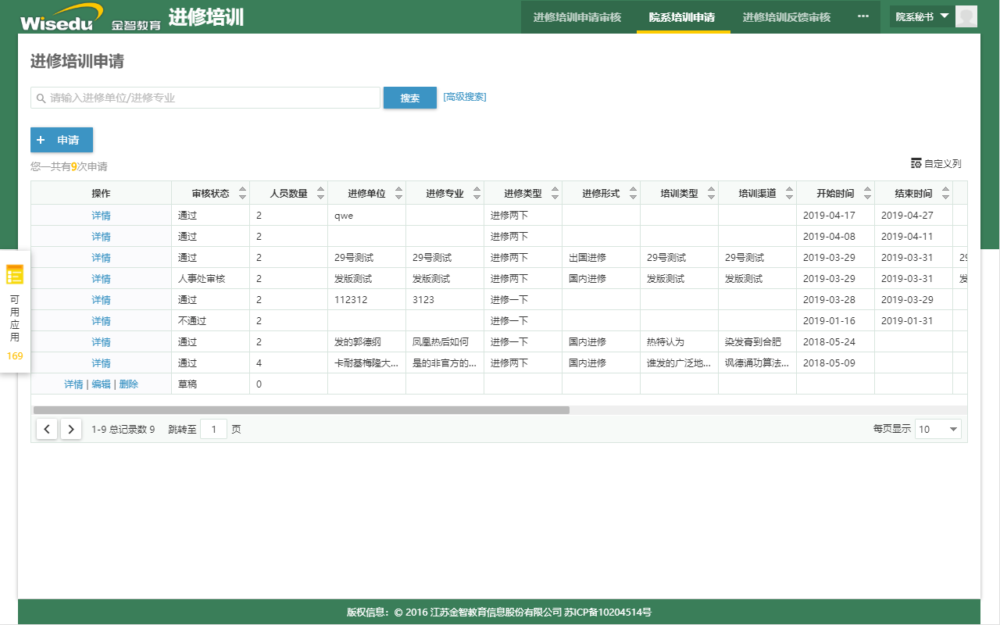 Wisedu 金智教育 进修培训 进修培训申请审核 院系培训申请 进修培训反馈审核 ••• 院系秘书
进修培训申请
请输入进修单位/进修专业 搜索 [高级搜索]
+ 申请
您一共有9次申请 自定义列
操作 审核状态 人员数量 进修单位 进修专业 进修类型 进修形式 培训类型 培训渠道 开始时间 结束时间
详情 通过 2 qwe 进修两下 2019-04-17 2019-04-27
详情 通过 2 进修两下 2019-04-08 2019-04-11
详情 通过 2 29号测试 29号测试 进修两下 出国进修 29号测试 29号测试 2019-03-29 2019-03-31 29
详情 人事处审核 2 发版测试 发版测试 进修两下 国内进修 发版测试 发版测试 2019-03-29 2019-03-31 发
详情 通过 2 112312 3123 进修一下 2019-03-28 2019-03-29
详情 不通过 2 进修一下 2019-01-16 2019-01-31
详情 通过 2 发的郭德纲 凤凰热后如何 进修一下 国内进修 热特认为 染发膏到合肥 2018-05-24
详情 通过 4 卡耐基梅隆大... 是的非官方的... 进修两下 国内进修 谁发的广泛地... 讽德诵功算法... 2018-05-09
详情 | 编辑 | 删除 草稿 0
可用应用
169
1-9 总记录数 9 跳转至 1 页 每页显示 10
版权信息：© 2016 江苏金智教育信息股份有限公司 苏ICP备10204514号